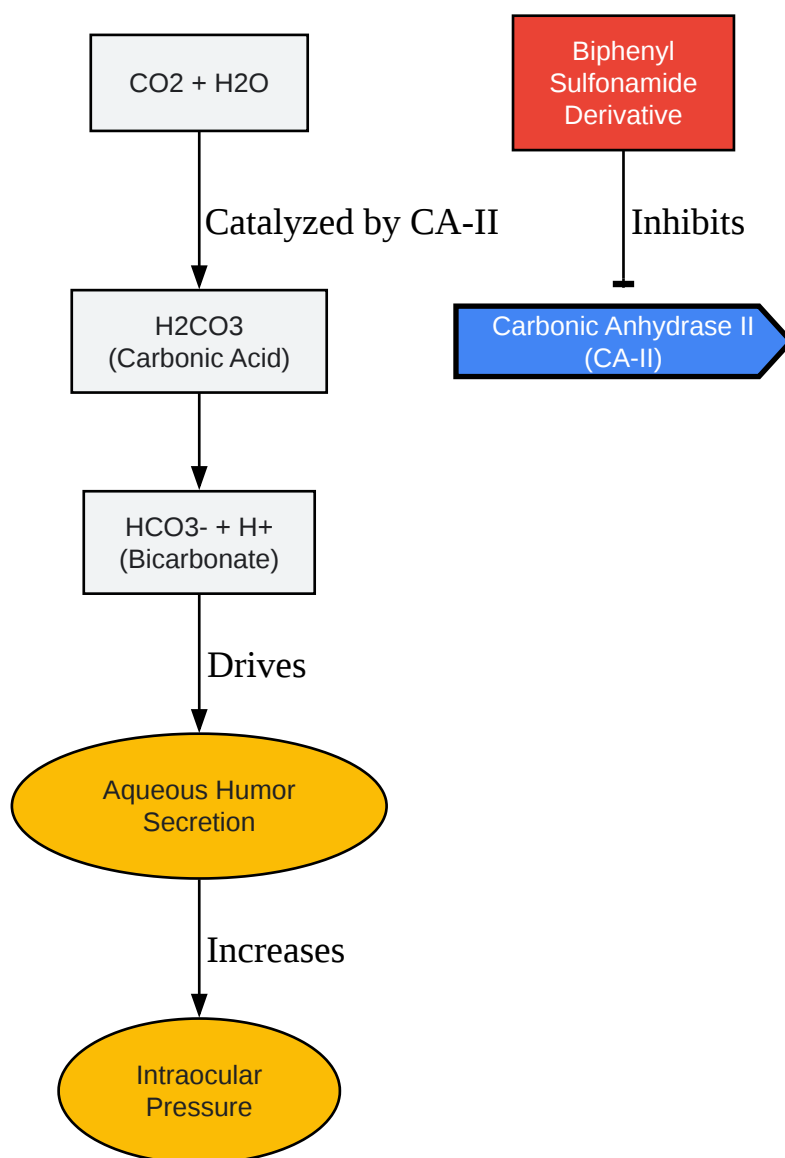 CO2 + H2O
Biphenyl
Sulfonamide
Derivative
Catalyzed by CA-II
Inhibits
H2CO3
(Carbonic Acid)
Carbonic Anhydrase II
(CA-II)
HCO3- + H+
(Bicarbonate)
Drives
Aqueous Humor
Secretion
Increases
Intraocular
Pressure